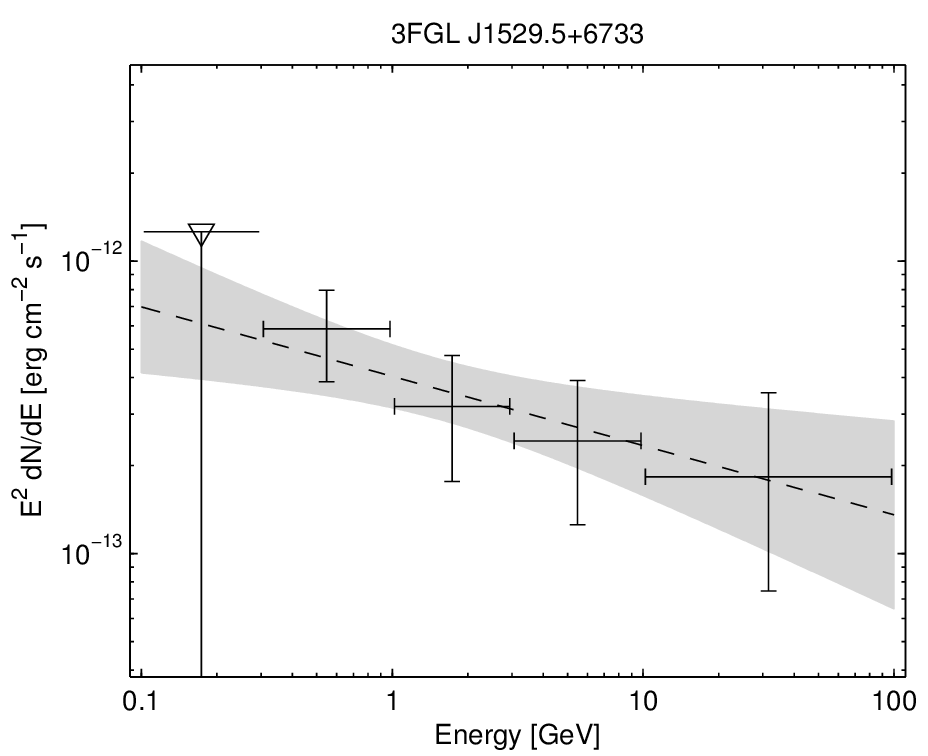 3FGL J1529.5+6733
E² dN/dE [erg cm⁻² s⁻¹]
10⁻¹²
10⁻¹³
0.1 1 10 100
Energy [GeV]